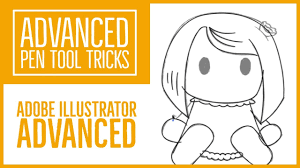 ADVANCED
PEN TOOL TRICKS
ADOBE ILLUSTRATOR
ADVANCED